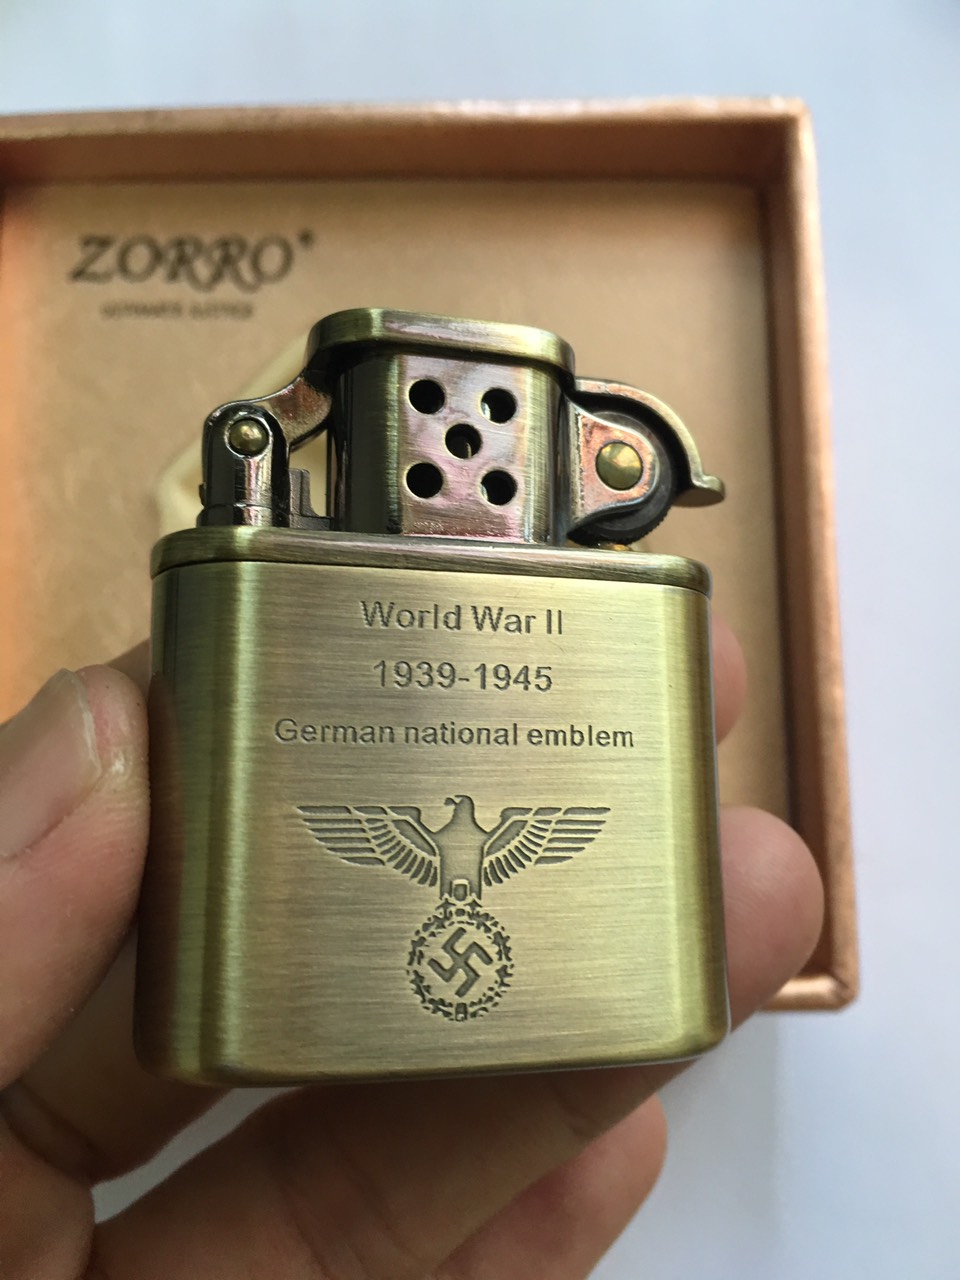 ZORRO
World War II
1939-1945
German national emblem